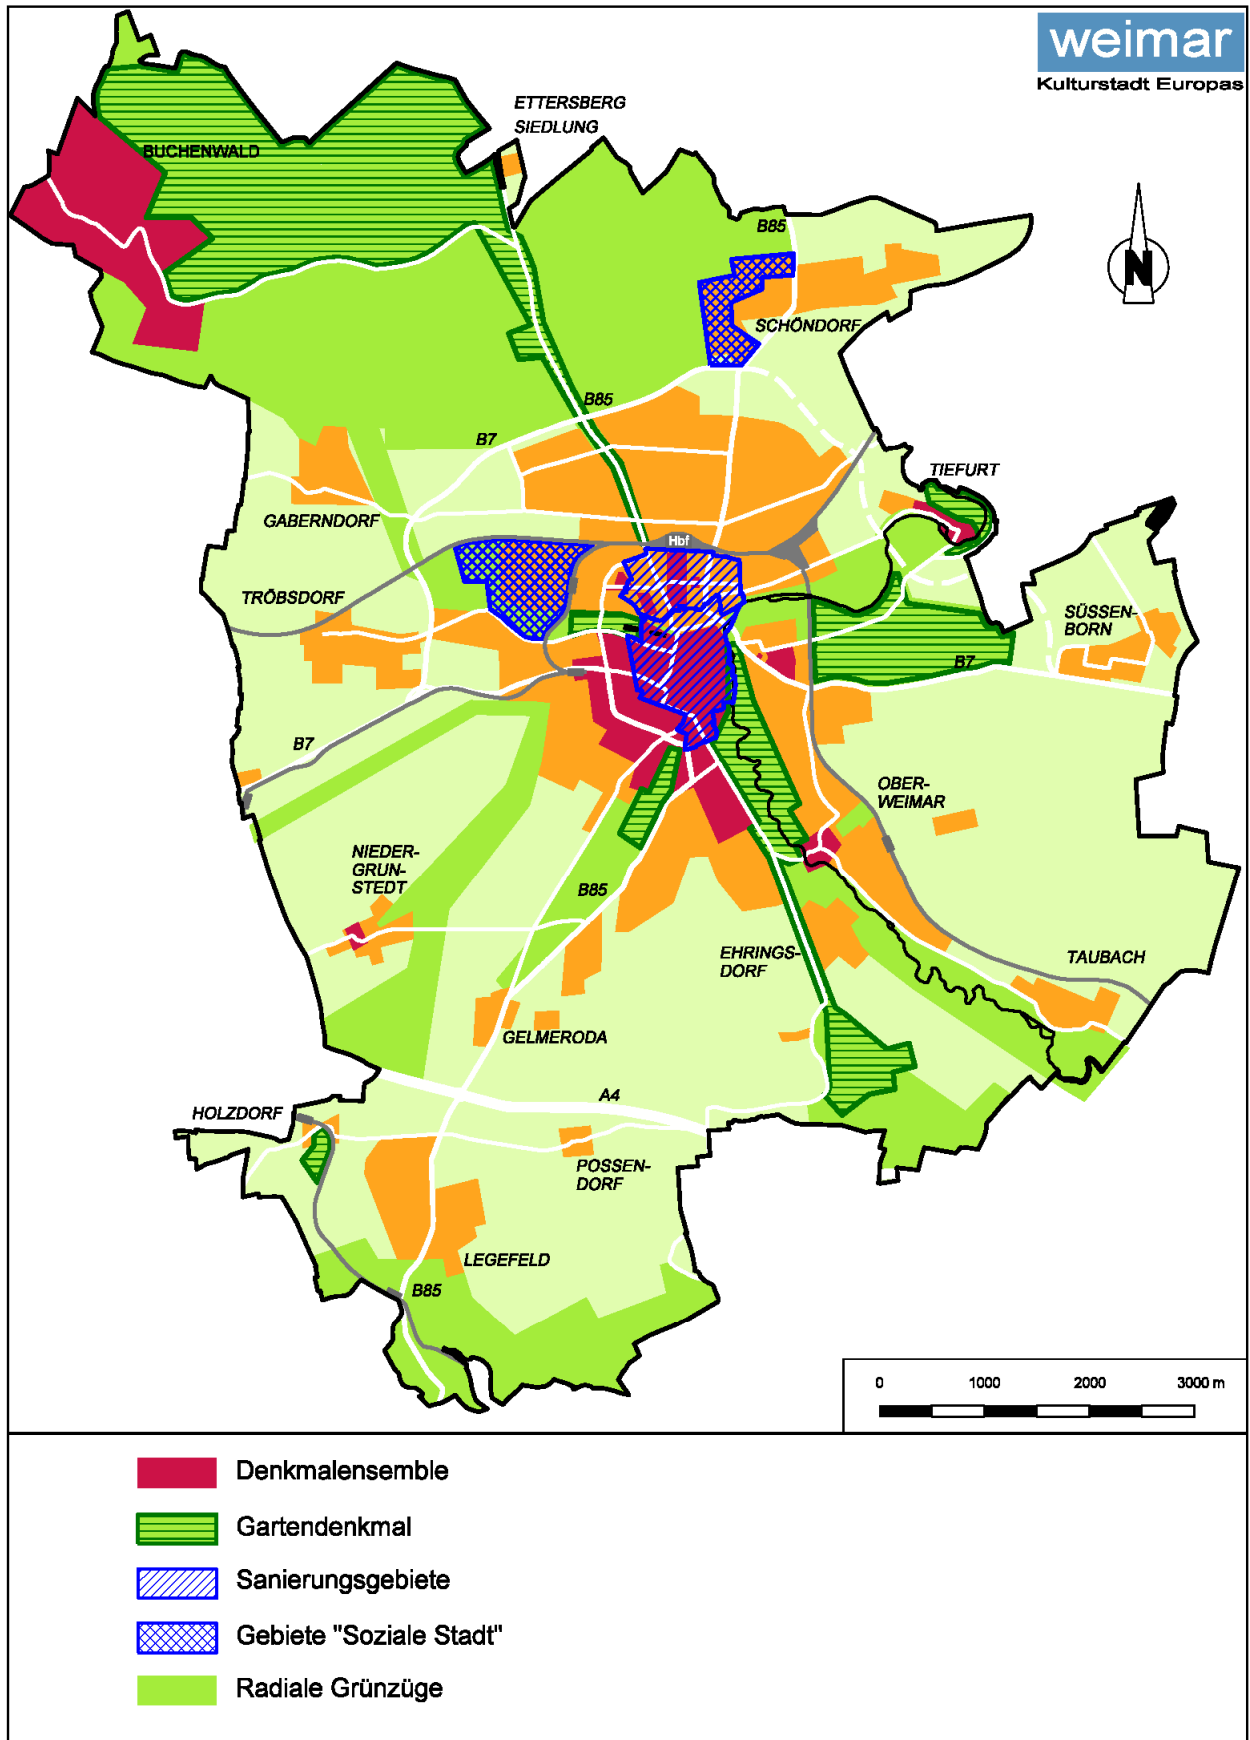 weimar
Kulturstadt Europas
ETTERSBERG
SIEDLUNG
BUCHENWALD
B85
N
SCHÖNDORF
B85
B7
TIEFURT
GABERNDORF
Hbf
TRÖBSDORF
SÜSSEN-
BORN
B7
B7
OBER-
WEIMAR
NIEDER-
GRUN-
STEDT
B85
EHRINGS-
DORF
TAUBACH
GELMERODA
A4
HOLZDORF
POSSEN-
DORF
LEGEFELD
B85
0 1000 2000 3000 m
Denkmalensemble
Gartendenkmal
Sanierungsgebiete
Gebiete "Soziale Stadt"
Radiale Grünzüge